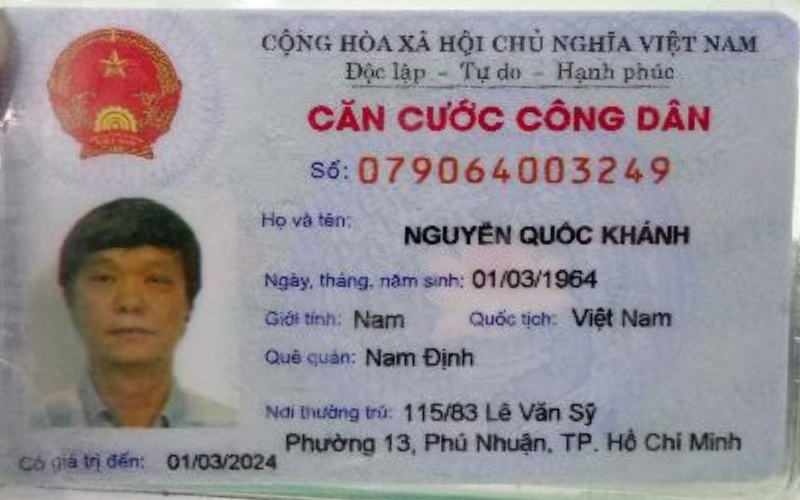 CỘNG HÒA XÃ HỘI CHỦ NGHĨA VIỆT NAM
Độc lập - Tự do - Hạnh phúc
CĂN CƯỚC CÔNG DÂN
Số: 079064003249
Họ và tên: NGUYỄN QUỐC KHÁNH
Ngày, tháng, năm sinh: 01/03/1964
Giới tính: Nam Quốc tịch: Việt Nam
Quê quán: Nam Định
Nơi thường trú: 115/83 Lê Văn Sỹ
Phường 13, Phú Nhuận, TP. Hồ Chí Minh
Có giá trị đến: 01/03/2024